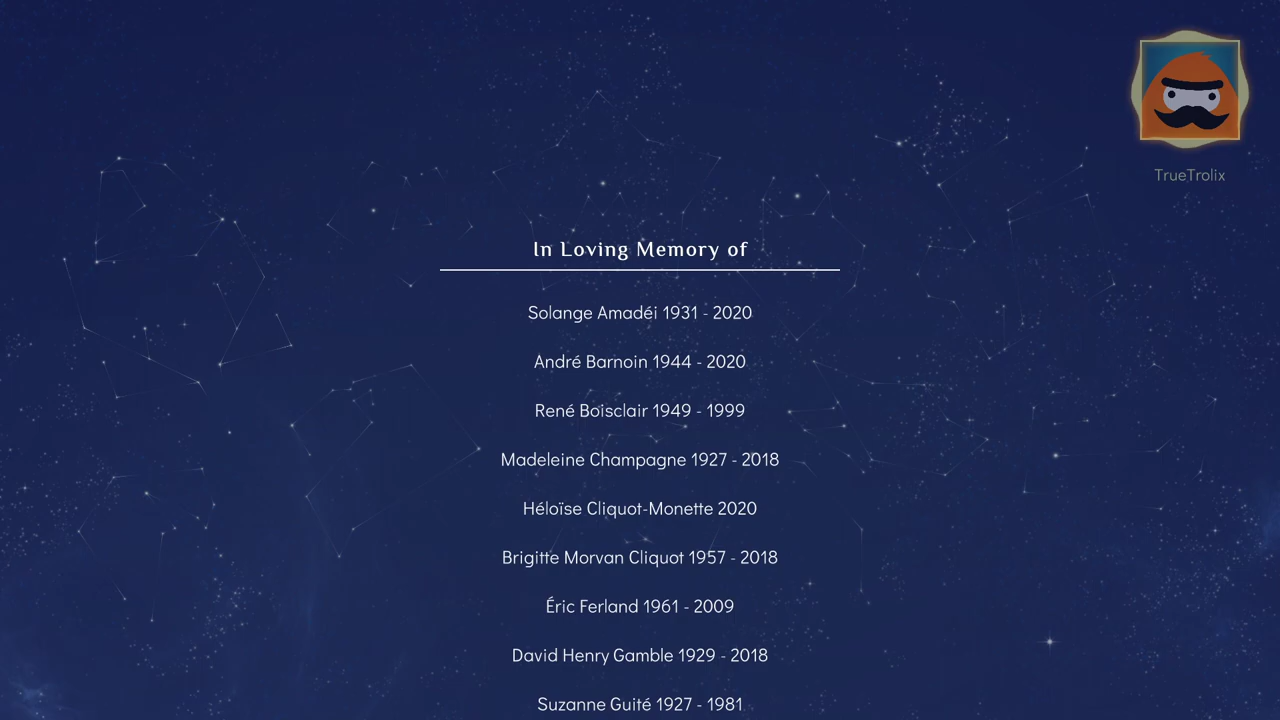 TrueTrolix
In Loving Memory of
Solange Amadéi 1931 - 2020
André Barnoin 1944 - 2020
René Boisclair 1949 - 1999
Madeleine Champagne 1927 - 2018
Héloïse Cliquot-Monette 2020
Brigitte Morvan Cliquot 1957 - 2018
Éric Ferland 1961 - 2009
David Henry Gamble 1929 - 2018
Suzanne Guité 1927 - 1981